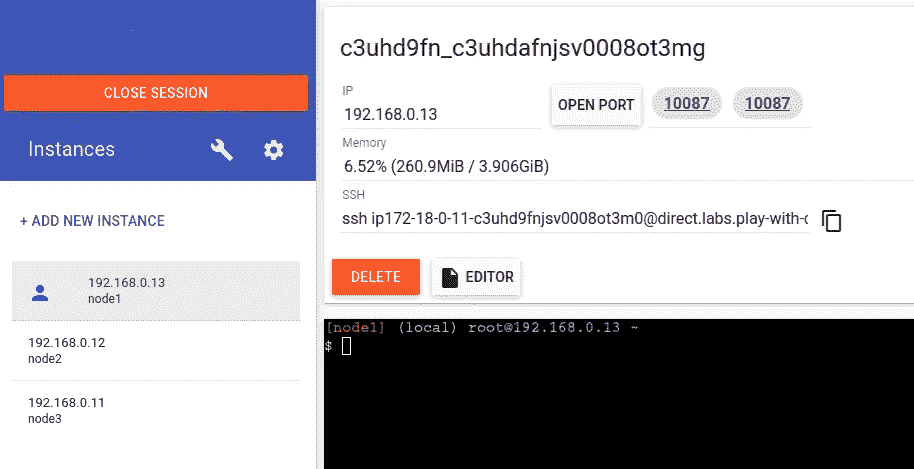 CLOSE SESSION
Instances
+ ADD NEW INSTANCE
192.168.0.13
node1
192.168.0.12
node2
192.168.0.11
node3
c3uhd9fn_c3uhdafnjsv0008ot3mg
IP
192.168.0.13
OPEN PORT
10087
10087
Memory
6.52% (260.9MiB / 3.906GiB)
SSH
ssh ip172-18-0-11-c3uhd9fnjsv0008ot3m0@direct.labs.play-with-d
DELETE
EDITOR
[node1] (local) root@192.168.0.13 ~
$